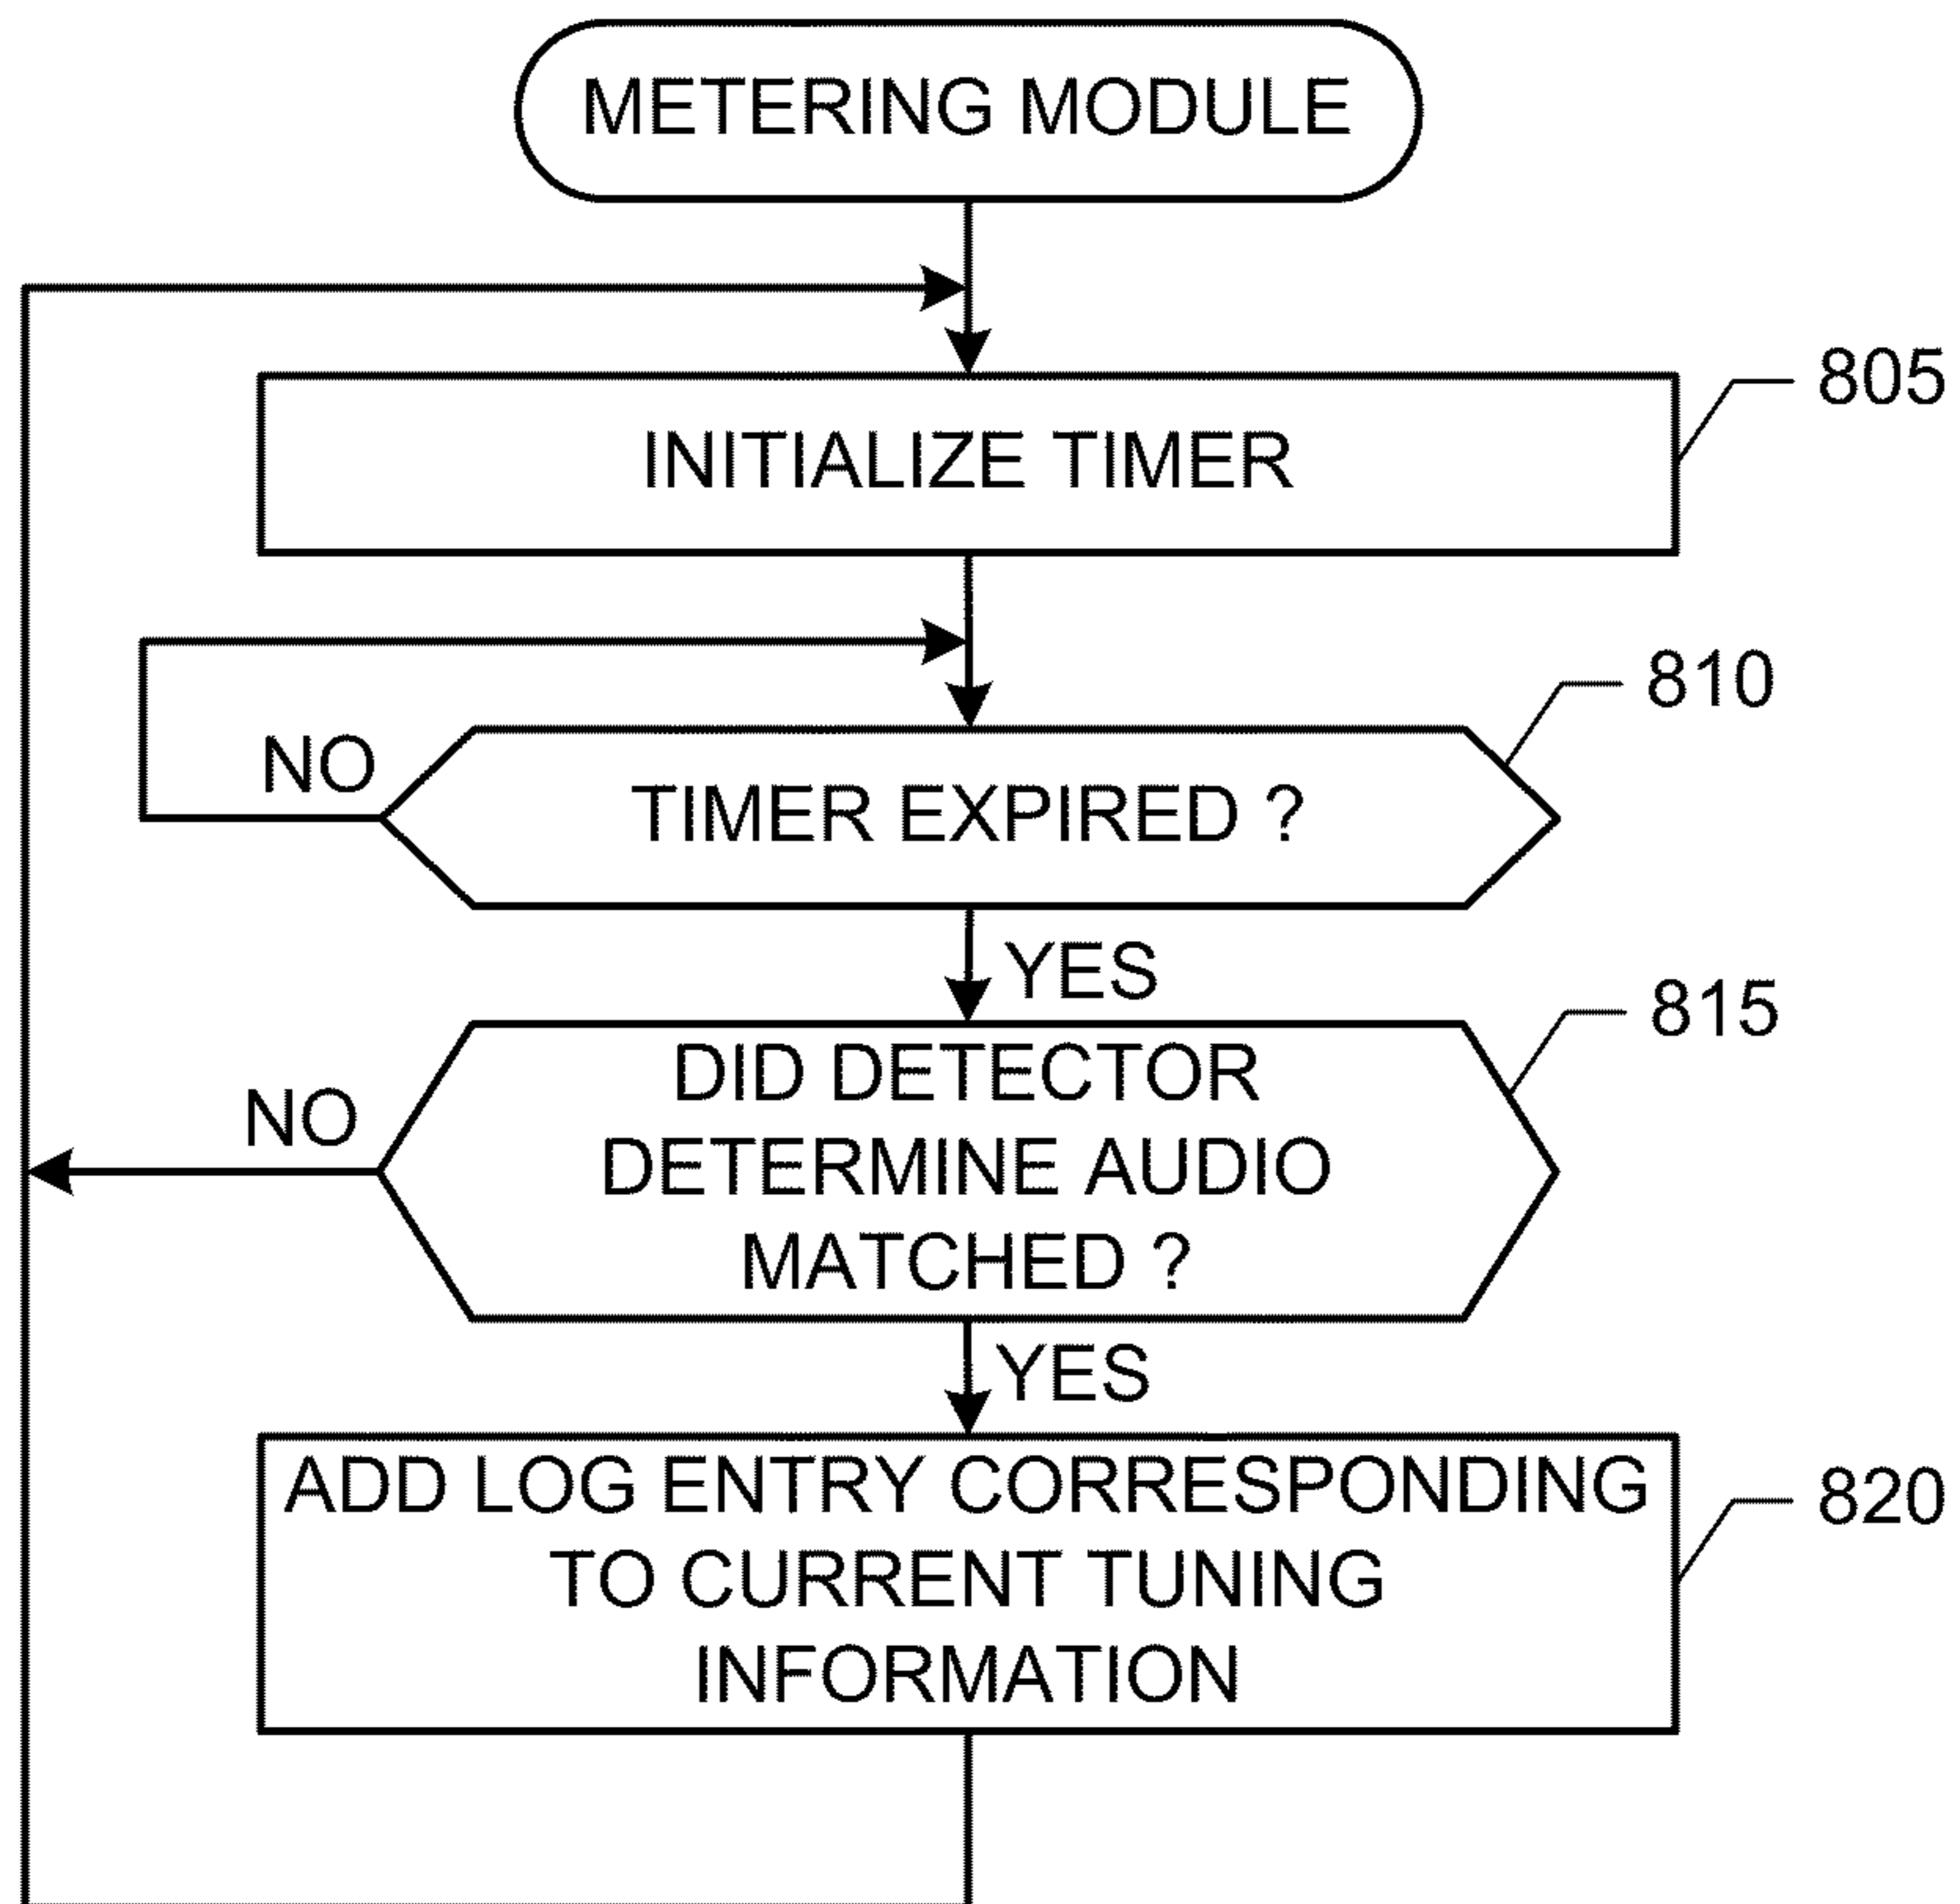 METERING MODULE
805
INITIALIZE TIMER
810
NO
TIMER EXPIRED ?
YES
815
NO
DID DETECTOR
DETERMINE AUDIO
MATCHED ?
YES
ADD LOG ENTRY CORRESPONDING
820
TO CURRENT TUNING
INFORMATION